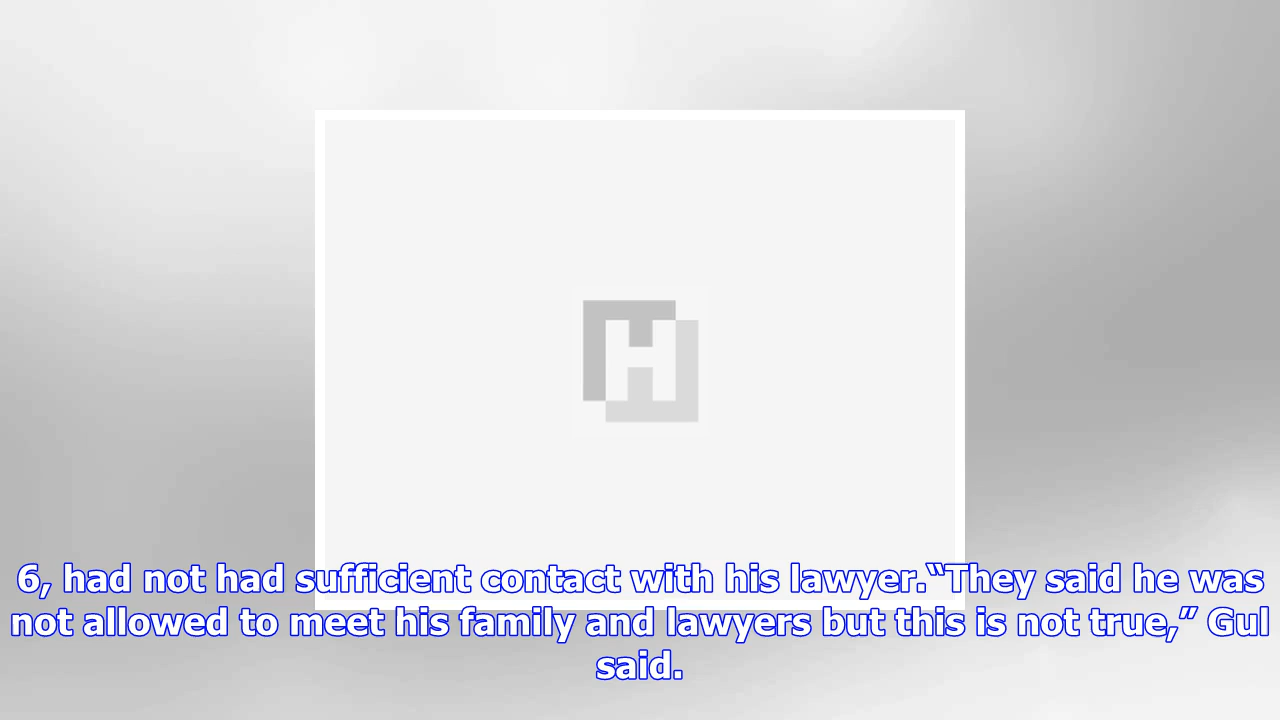 H
6, had not had sufficient contact with his lawyer.“They said he was
not allowed to meet his family and lawyers but this is not true,” Gul
said.